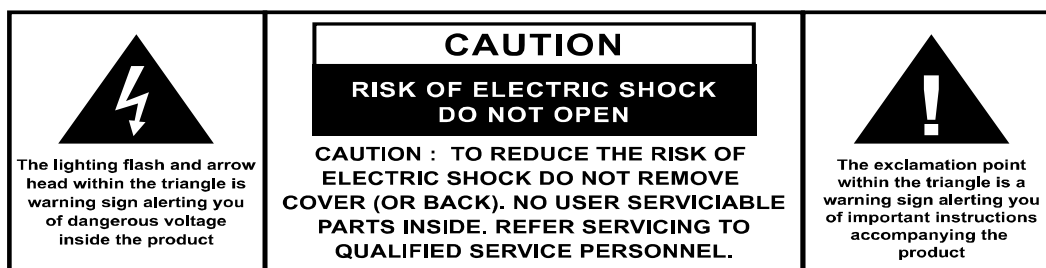 The lighting flash and arrow
head within the triangle is
warning sign alerting you
of dangerous voltage
inside the product
CAUTION
RISK OF ELECTRIC SHOCK
DO NOT OPEN
CAUTION : TO REDUCE THE RISK OF
ELECTRIC SHOCK DO NOT REMOVE
COVER (OR BACK). NO USER SERVICIABLE
PARTS INSIDE. REFER SERVICING TO
QUALIFIED SERVICE PERSONNEL.
!
The exclamation point
within the triangle is a
warning sign alerting you
of important instructions
accompanying the
product